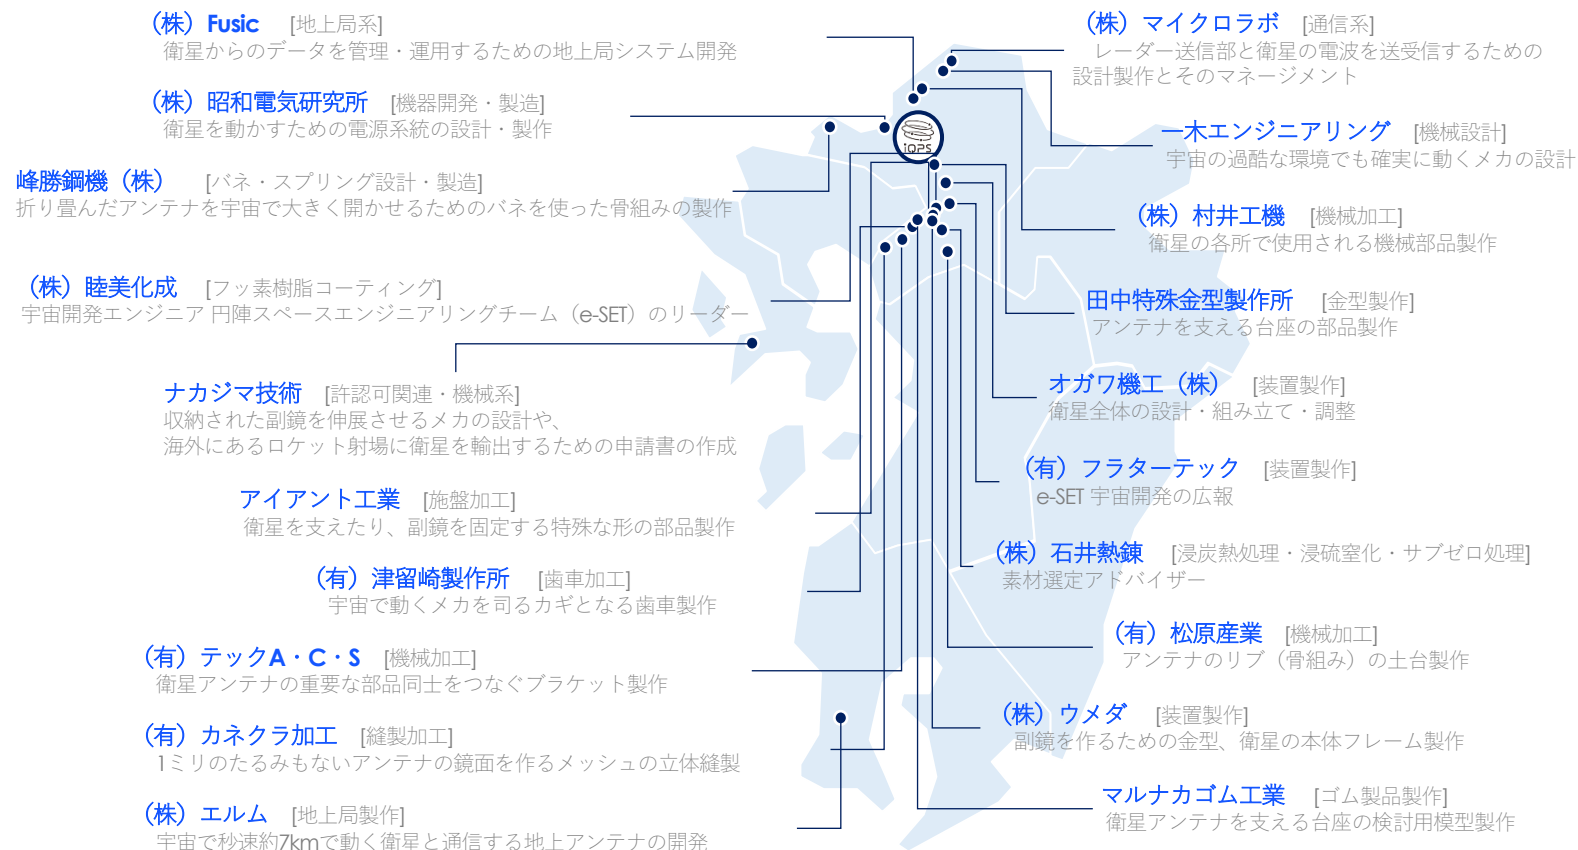 （株）Fusic [地上局系]
衛星からのデータを管理・運用するための地上局システム開発
（株）昭和電気研究所 [機器開発・製造]
衛星を動かすための電源系統の設計・製作
峰勝鋼機（株） [バネ・スプリング設計・製造]
折り畳んだアンテナを宇宙で大きく開かせるためのバネを使った骨組みの製作
（株）睦美化成 [フッ素樹脂コーティング]
宇宙開発エンジニア 円陣スペースエンジニアリングチーム（e-SET）のリーダー
ナカジマ技術 [許認可関連・機械系]
収納された副鏡を伸展させるメカの設計や、
海外にあるロケット射場に衛星を輸出するための申請書の作成
アイアント工業 [施盤加工]
衛星を支えたり、副鏡を固定する特殊な形の部品製作
（有）津留崎製作所 [歯車加工]
宇宙で動くメカを司るカギとなる歯車製作
（有）テックA・C・S [機械加工]
衛星アンテナの重要な部品同士をつなぐブラケット製作
（有）カネクラ加工 [縫製加工]
1ミリのたるみもないアンテナの鏡面を作るメッシュの立体縫製
（株）エルム [地上局製作]
宇宙で秒速約7kmで動く衛星と通信する地上アンテナの開発
iQPS
（株）マイクロラボ [通信系]
レーダー送信部と衛星の電波を送受信するための
設計製作とそのマネージメント
一木エンジニアリング [機械設計]
宇宙の過酷な環境でも確実に動くメカの設計
（株）村井工機 [機械加工]
衛星の各所で使用される機械部品製作
田中特殊金型製作所 [金型製作]
アンテナを支える台座の部品製作
オガワ機工（株） [装置製作]
衛星全体の設計・組み立て・調整
（有）フラターテック [装置製作]
e-SET 宇宙開発の広報
（株）石井熱錬 [浸炭熱処理・浸硫窒化・サブゼロ処理]
素材選定アドバイザー
（有）松原産業 [機械加工]
アンテナのリブ（骨組み）の土台製作
（株）ウメダ [装置製作]
副鏡を作るための金型、衛星の本体フレーム製作
マルナカゴム工業 [ゴム製品製作]
衛星アンテナを支える台座の検討用模型製作